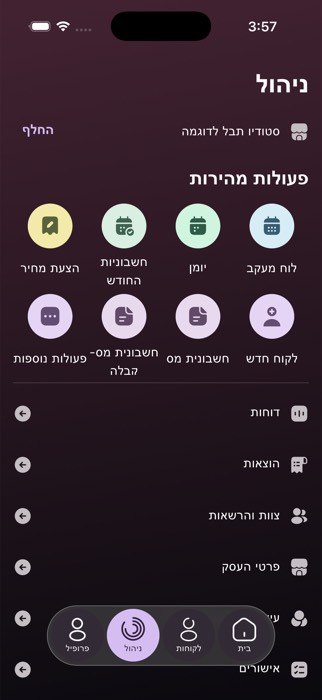 3:57
ניהול
סטודיו תבל לדוגמה
החלף
פעולות מהירות
לוח מעקב
יומן
חשבוניות
החודש
הצעת מחיר
לקוח חדש
חשבונית מס
חשבונית מס-
קבלה
פעולות נוספות
דוחות
הוצאות
צוות והרשאות
פרטי העסק
בית
לקוחות
ניהול
פרופיל
אישורים